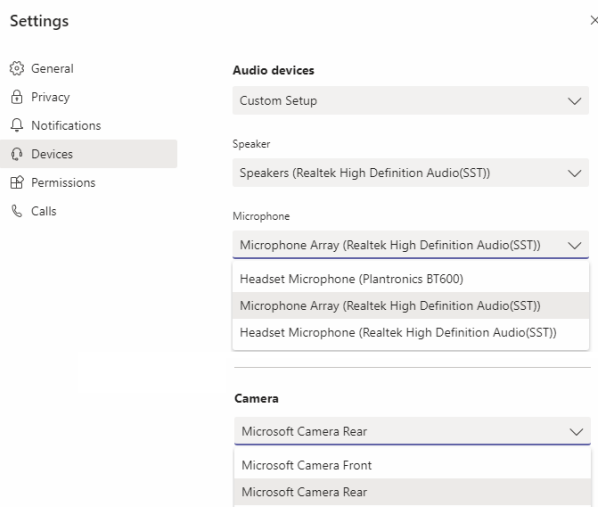 Settings
General
Privacy
Notifications
Devices
Permissions
Calls
Audio devices
Custom Setup
Speaker
Speakers (Realtek High Definition Audio(SST))
Microphone
Microphone Array (Realtek High Definition Audio(SST))
Headset Microphone (Plantronics BT600)
Microphone Array (Realtek High Definition Audio(SST))
Headset Microphone (Realtek High Definition Audio(SST))
Camera
Microsoft Camera Rear
Microsoft Camera Front
Microsoft Camera Rear